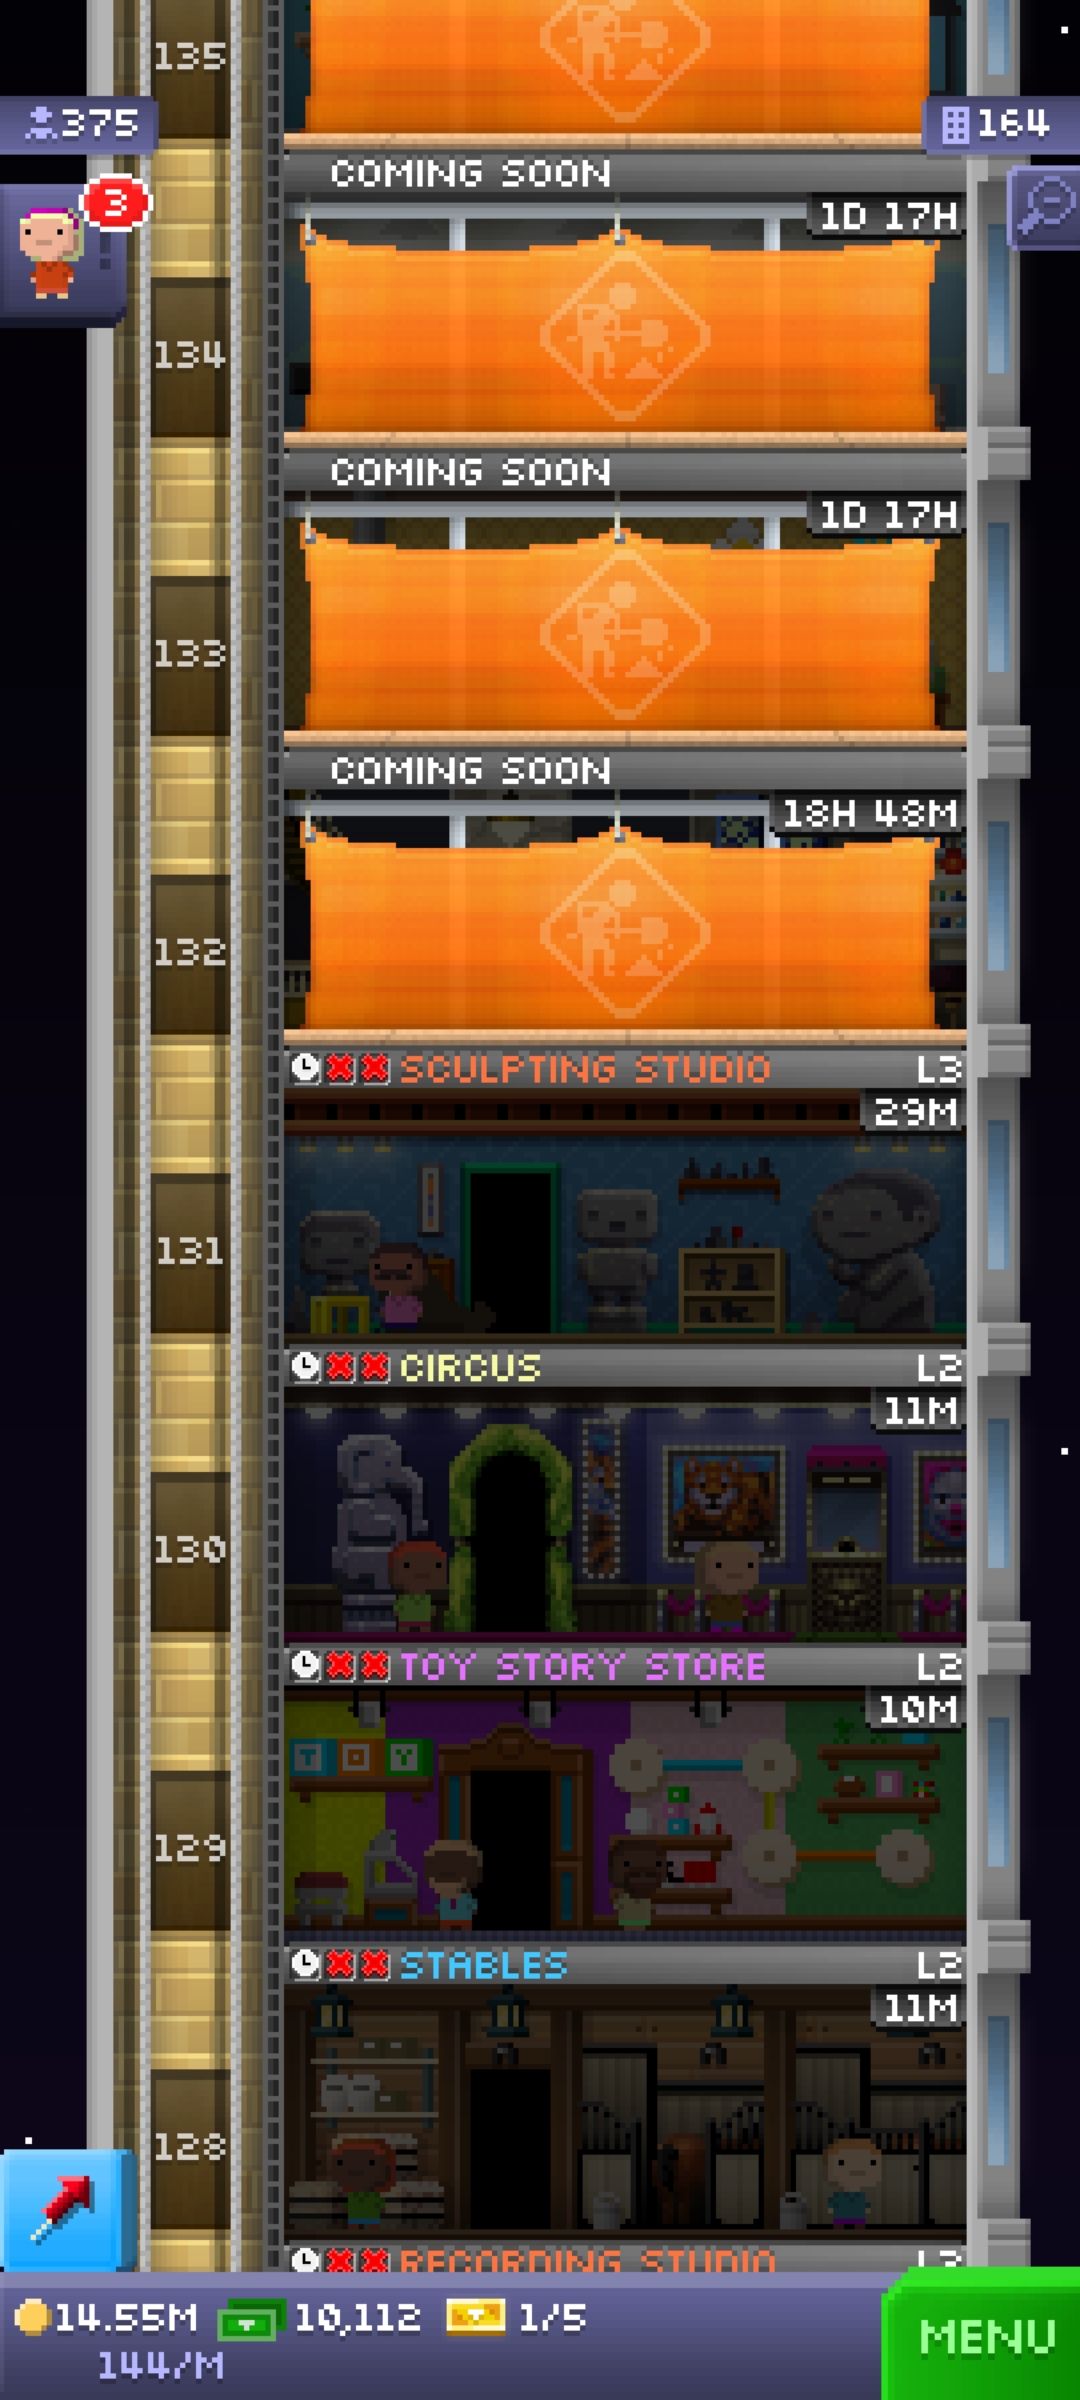 135
375
164
COMING SOON
3
1D 17H
134
COMING SOON
1D 17H
133
COMING SOON
18H 48M
132
SCULPTING STUDIO L3
29M
131
CIRCUS L2
11M
130
TOY STORY STORE L2
10M
T O Y
129
STABLES L2
11M
128
RECORDING STUDIO L3
14.55M 10,112 1/5
144/M
MENU